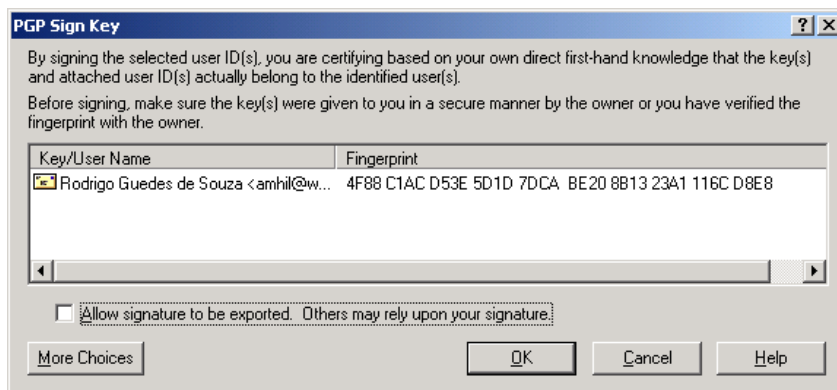 PGP Sign Key
By signing the selected user ID(s), you are certifying based on your own direct first-hand knowledge that the key(s)
and attached user ID(s) actually belong to the identified user(s).
Before signing, make sure the key(s) were given to you in a secure manner by the owner or you have verified the
fingerprint with the owner.
Key/User Name Fingerprint
Rodrigo Guedes de Souza <amhil@w... 4F88 C1AC D53E 5D1D 7DCA BE20 8B13 23A1 116C D8E8
Allow signature to be exported. Others may rely upon your signature.
More Choices OK Cancel Help